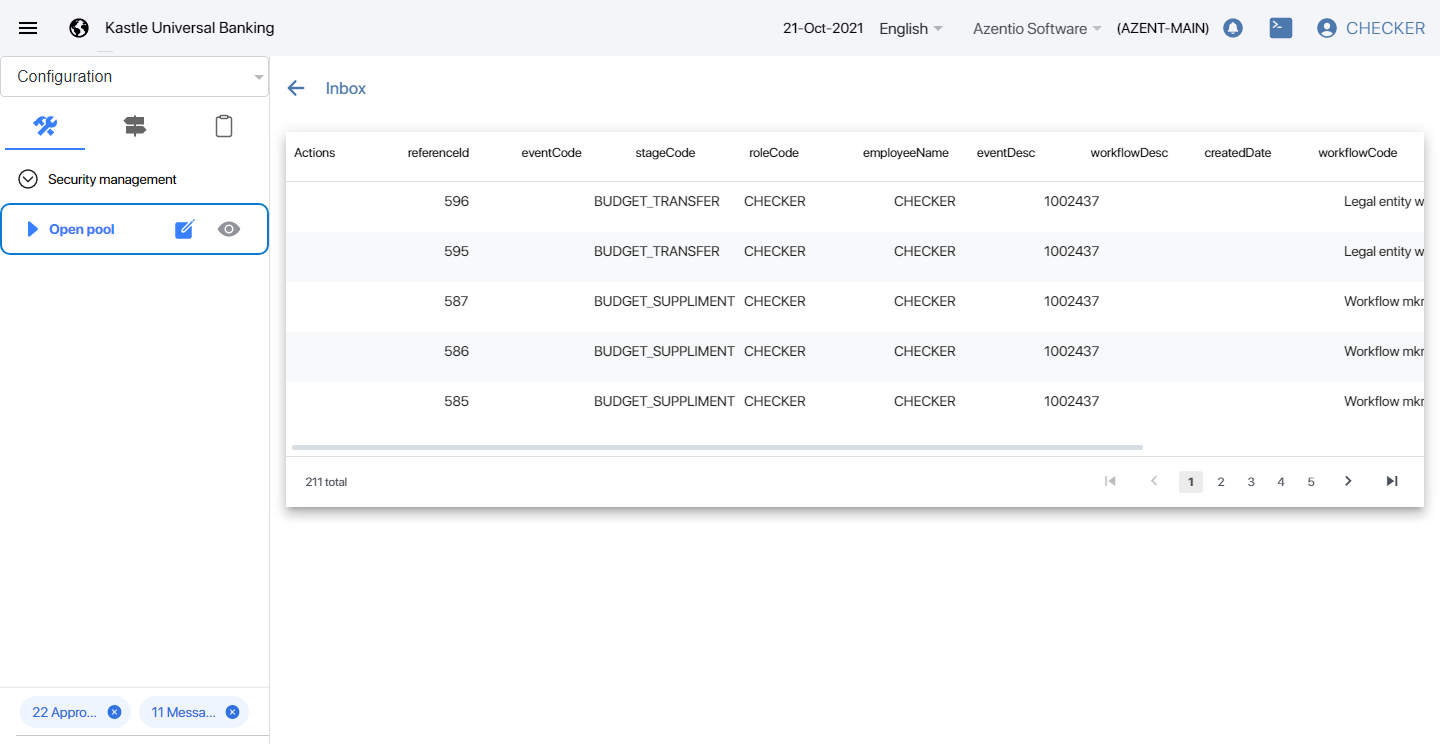 Kastle Universal Banking 21-Oct-2021 English Azentio Software (AZENT-MAIN) CHECKER
Configuration
Inbox
Security management
Open pool
Actions referenceId eventCode stageCode roleCode employeeName eventDesc workflowDesc createdDate workflowCode
596 BUDGET_TRANSFER CHECKER CHECKER 1002437 Legal entity w
595 BUDGET_TRANSFER CHECKER CHECKER 1002437 Legal entity w
587 BUDGET_SUPPLIMENT CHECKER CHECKER 1002437 Workflow mkr
586 BUDGET_SUPPLIMENT CHECKER CHECKER 1002437 Workflow mkr
585 BUDGET_SUPPLIMENT CHECKER CHECKER 1002437 Workflow mkr
211 total 1 2 3 4 5
22 Appro... 11 Messa...